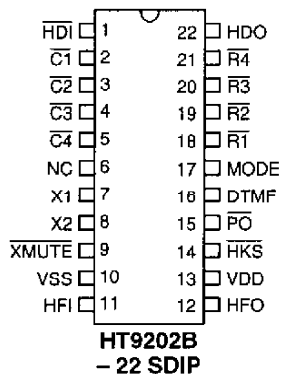 HDI 1 22 HDO
C1 2 21 R4
C2 3 20 R3
C3 4 19 R2
C4 5 18 R1
NC 6 17 MODE
X1 7 16 DTMF
X2 8 15 PO
XMUTE 9 14 HKS
VSS 10 13 VDD
HFI 11 12 HFO
HT9202B
– 22 SDIP